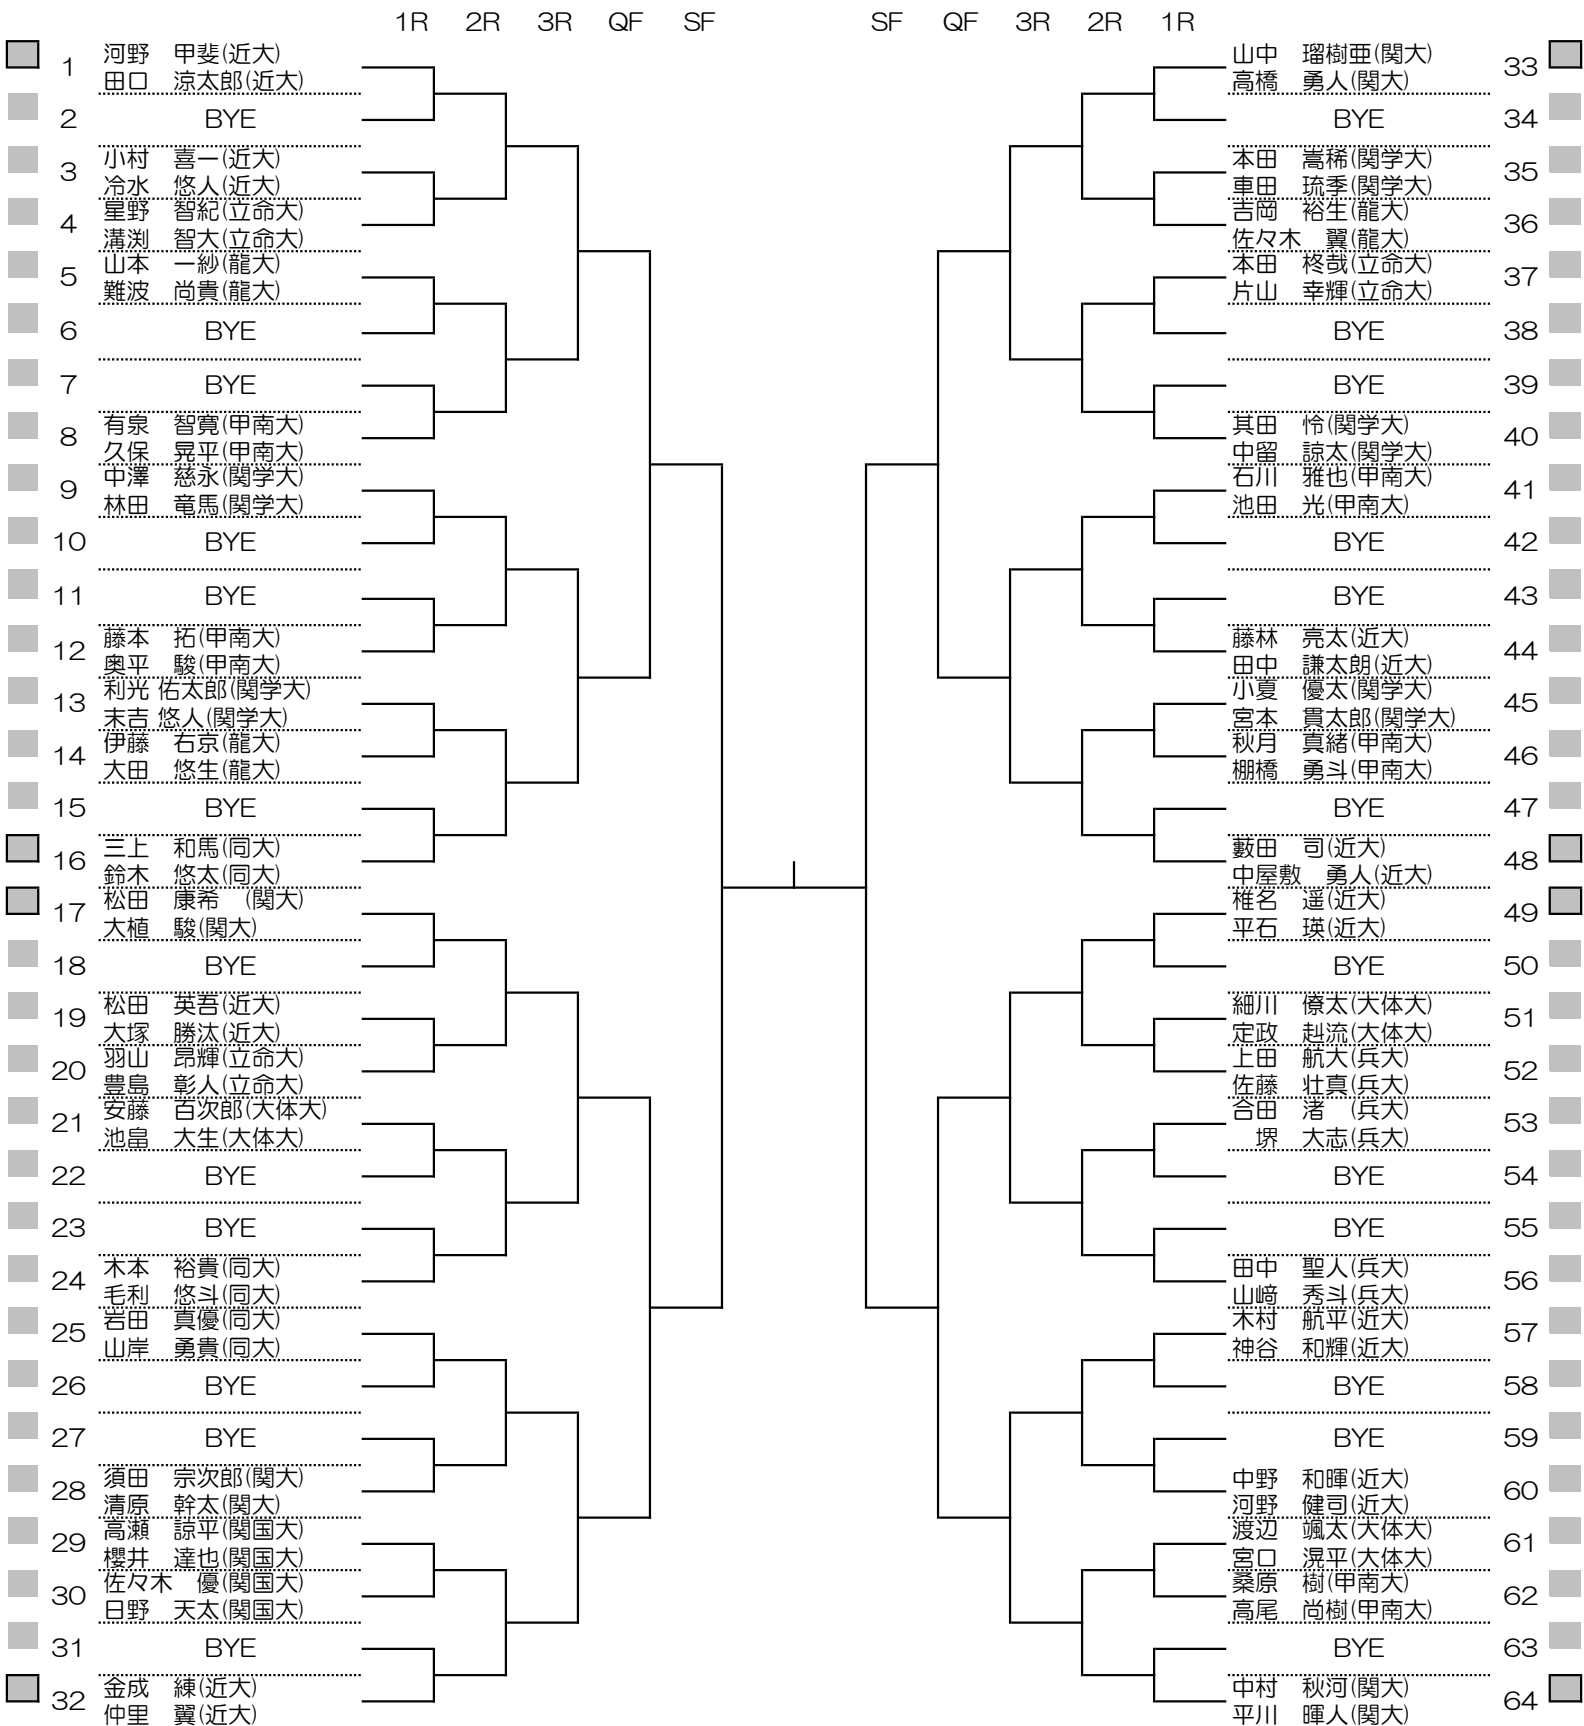 1R 2R 3R QF SF SF QF 3R 2R 1R
1 河野 甲斐(近大)
田口 涼太郎(近大)
2 BYE
3 小村 喜一(近大)
冷水 悠人(近大)
4 星野 智紀(立命大)
溝渕 智大(立命大)
5 山本 一紗(龍大)
難波 尚貴(龍大)
6 BYE
7 BYE
8 有泉 智寛(甲南大)
久保 晃平(甲南大)
9 中澤 慈永(関学大)
林田 竜馬(関学大)
10 BYE
11 BYE
12 藤本 拓(甲南大)
奥平 駿(甲南大)
13 利光 佑太郎(関学大)
末吉 悠人(関学大)
14 伊藤 右京(龍大)
大田 悠生(龍大)
15 BYE
16 三上 和馬(同大)
鈴木 悠太(同大)
17 松田 康希 (関大)
大植 駿(関大)
18 BYE
19 松田 英吾(近大)
大塚 勝汰(近大)
20 羽山 昂輝(立命大)
豊島 彰人(立命大)
21 安藤 百次郎(大体大)
池畠 大生(大体大)
22 BYE
23 BYE
24 木本 裕貴(同大)
毛利 悠斗(同大)
25 岩田 真優(同大)
山岸 勇貴(同大)
26 BYE
27 BYE
28 須田 宗次郎(関大)
清原 幹太(関大)
29 高瀬 諒平(関国大)
櫻井 達也(関国大)
30 佐々木 優(関国大)
日野 天太(関国大)
31 BYE
32 金成 練(近大)
仲里 翼(近大)
山中 瑠樹亜(関大) 33
高橋 勇人(関大)
BYE 34
本田 嵩稀(関学大) 35
車田 琉季(関学大)
吉岡 裕生(龍大) 36
佐々木 翼(龍大)
本田 柊哉(立命大) 37
片山 幸輝(立命大)
BYE 38
BYE 39
其田 怜(関学大) 40
中留 諒太(関学大)
石川 雅也(甲南大) 41
池田 光(甲南大)
BYE 42
BYE 43
藤林 亮太(近大) 44
田中 謙太朗(近大)
小夏 優太(関学大) 45
宮本 貫太郎(関学大)
秋月 真緒(甲南大) 46
棚橋 勇斗(甲南大)
BYE 47
藪田 司(近大) 48
中屋敷 勇人(近大)
椎名 遥(近大) 49
平石 瑛(近大)
BYE 50
細川 僚太(大体大) 51
定政 赳流(大体大)
上田 航大(兵大) 52
佐藤 壮真(兵大)
合田 渚 (兵大) 53
堺 大志(兵大)
BYE 54
BYE 55
田中 聖人(兵大) 56
山﨑 秀斗(兵大)
木村 航平(近大) 57
神谷 和輝(近大)
BYE 58
BYE 59
中野 和暉(近大) 60
河野 健司(近大)
渡辺 颯太(大体大) 61
宮口 滉平(大体大)
桑原 樹(甲南大) 62
高尾 尚樹(甲南大)
BYE 63
中村 秋河(関大) 64
平川 暉人(関大)